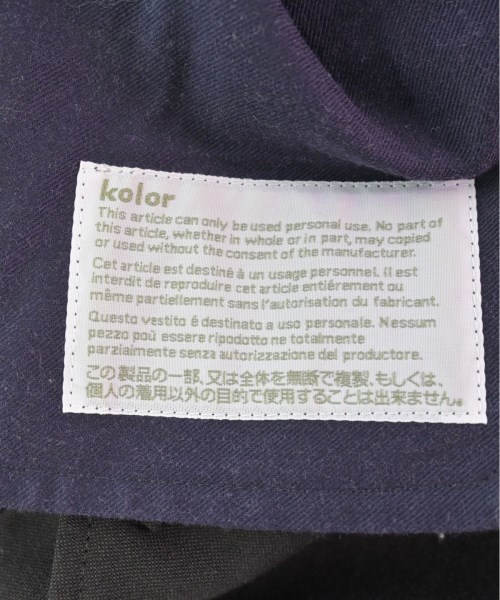 kolor
This article can only be used personal use. No part of
this article, whether in whole or in part, may copied
or used without the consent of the manufacturer.
Cet article est destiné à un usage personnel. Il est
interdit de reproduire cet article entiérement ou
même partiellement sans l'autorisation du fabricant.
Questo vestito é destinato a uso personale. Nessum
pezzo poù essere ripodotto ne totalmente
parzialmente senza autorizzazione del productore.
この製品の一部、又は全体を無断で複製、もしくは、
個人の着用以外の目的で使用することは出来ません。